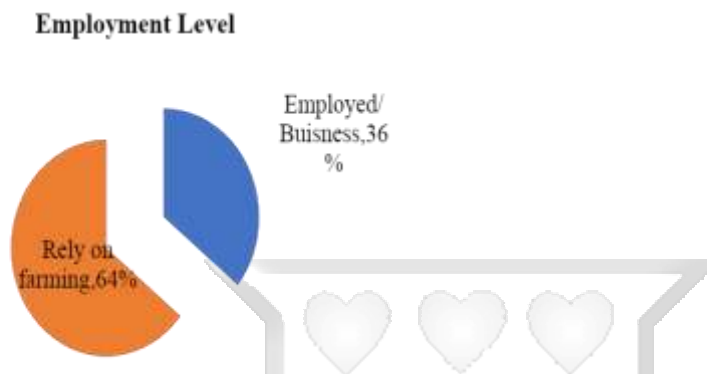 Employment Level
Employed/
Buisness,36
%
Rely on
farming,64%